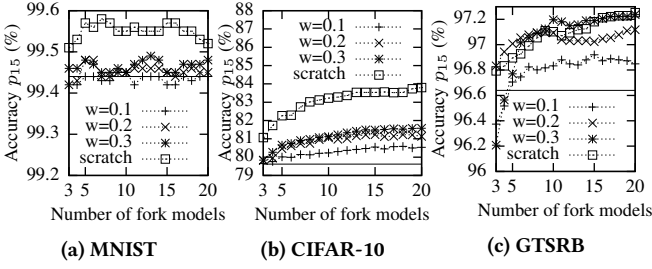 Accuracy p15 (%)
99.6
99.5
99.4
99.3
99.2
w=0.1
w=0.2
w=0.3
scratch
3 5 10 15 20
Number of fork models
(a) MNIST
Accuracy p15 (%)
88
87
86
85
84
83
82
81
80
79
w=0.1
w=0.2
w=0.3
scratch
3 5 10 15 20
Number of fork models
(b) CIFAR-10
Accuracy p15 (%)
97.2
97
96.8
96.6
96.4
96.2
96
w=0.1
w=0.2
w=0.3
scratch
3 5 10 15 20
Number of fork models
(c) GTSRB